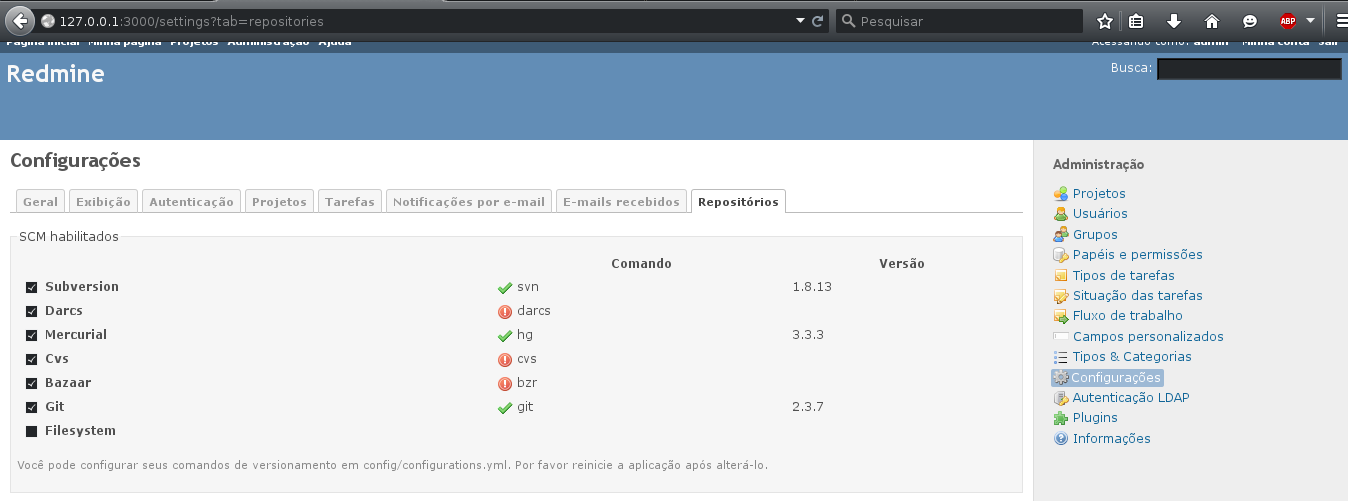 127.0.0.1:3000/settings?tab=repositories
Pesquisar
ABP
Página inicial Minha página Projetos Administração Ajuda
Acessando como: admin Minha conta Sair
Redmine
Busca:
Configurações
Geral Exibição Autenticação Projetos Tarefas Notificações por e-mail E-mails recebidos Repositórios
SCM habilitados
Comando Versão
Subversion svn 1.8.13
Darcs darcs
Mercurial hg 3.3.3
Cvs cvs
Bazaar bzr
Git git 2.3.7
Filesystem
Você pode configurar seus comandos de versionamento em config/configurations.yml. Por favor reinicie a aplicação após alterá-lo.
Administração
Projetos
Usuários
Grupos
Papéis e permissões
Tipos de tarefas
Situação das tarefas
Fluxo de trabalho
Campos personalizados
Tipos & Categorias
Configurações
Autenticação LDAP
Plugins
Informações